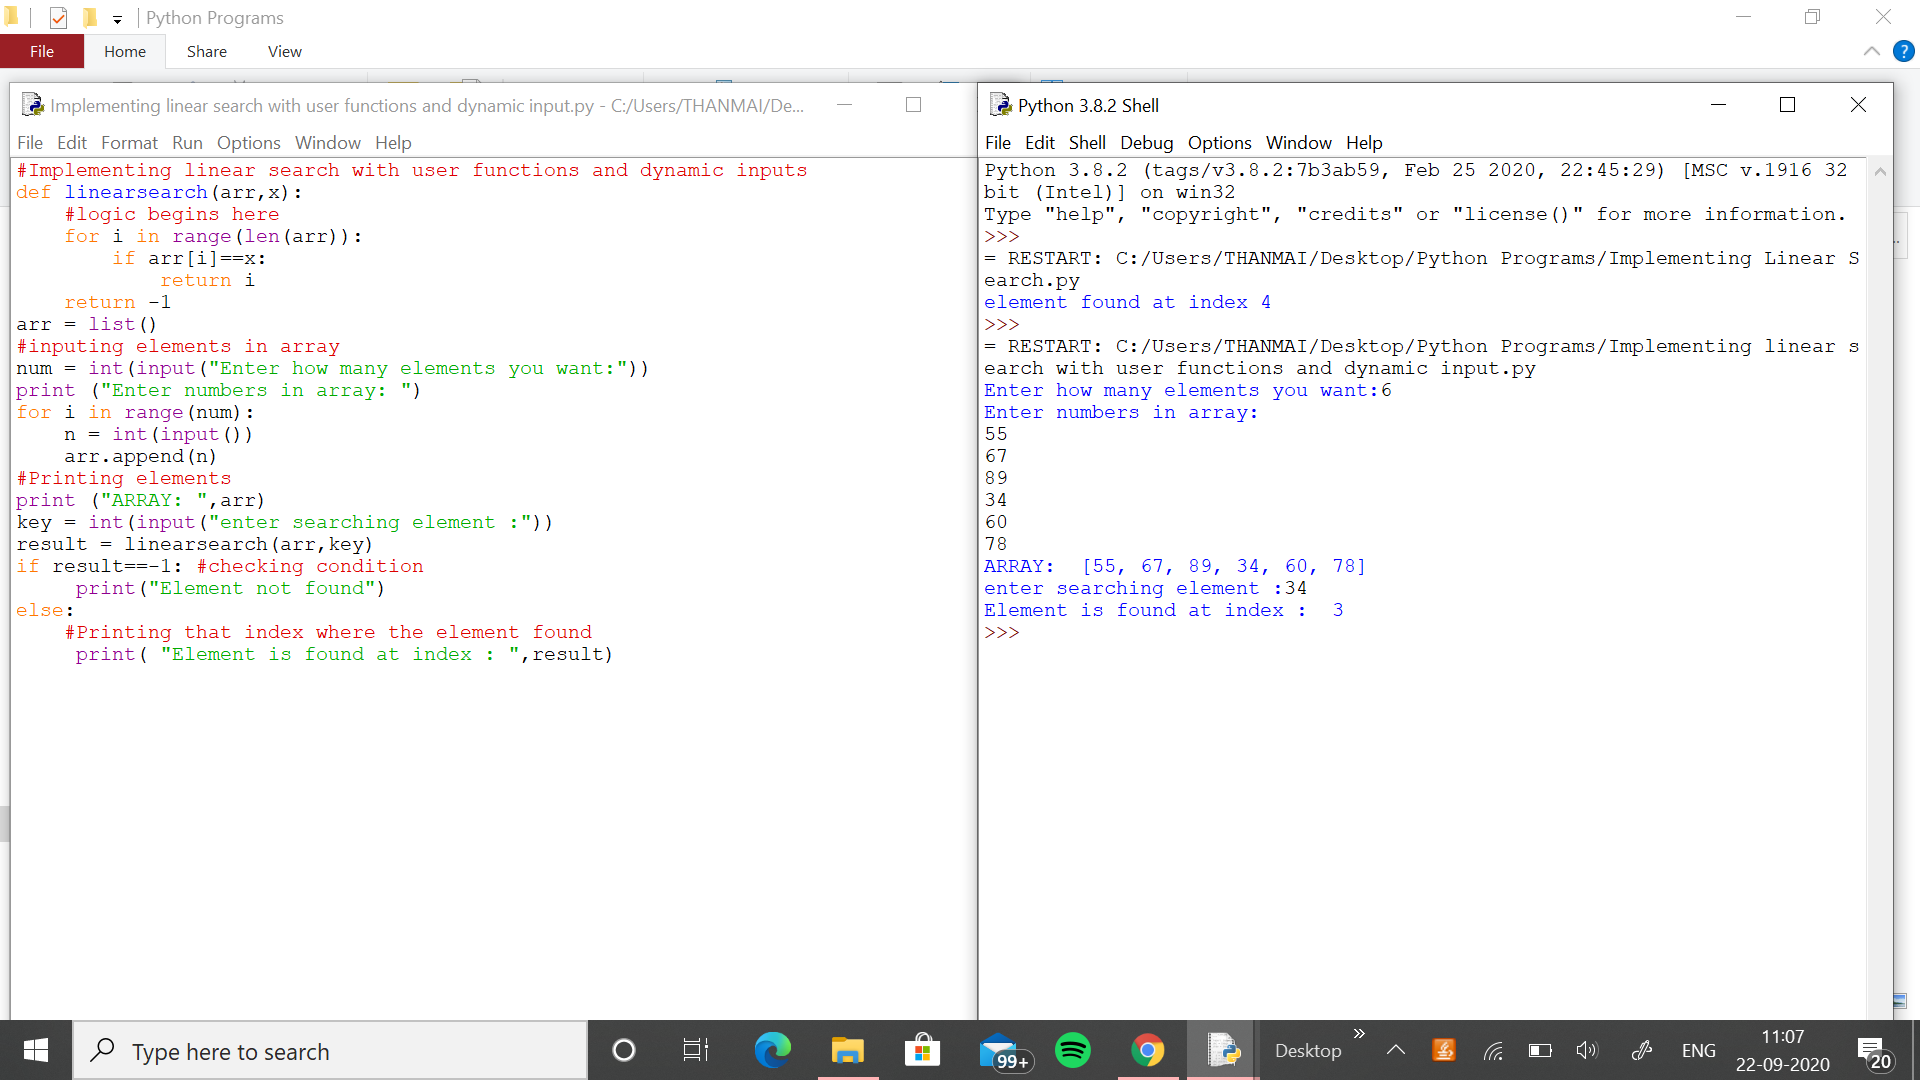 Python Programs
File Home Share View
Implementing linear search with user functions and dynamic input.py - C:/Users/THANMAI/De...
File Edit Format Run Options Window Help
#Implementing linear search with user functions and dynamic inputs
def linearsearch(arr,x):
    #logic begins here
    for i in range(len(arr)):
        if arr[i]==x:
            return i
    return -1
arr = list()
#inputing elements in array
num = int(input("Enter how many elements you want:"))
print ("Enter numbers in array: ")
for i in range(num):
    n = int(input())
    arr.append(n)
#Printing elements
print ("ARRAY: ",arr)
key = int(input("enter searching element :"))
result = linearsearch(arr,key)
if result==-1: #checking condition
     print("Element not found")
else:
    #Printing that index where the element found
     print( "Element is found at index : ",result)
Python 3.8.2 Shell
File Edit Shell Debug Options Window Help
Python 3.8.2 (tags/v3.8.2:7b3ab59, Feb 25 2020, 22:45:29) [MSC v.1916 32
bit (Intel)] on win32
Type "help", "copyright", "credits" or "license()" for more information.
>>>
= RESTART: C:/Users/THANMAI/Desktop/Python Programs/Implementing Linear S
earch.py
element found at index 4
>>>
= RESTART: C:/Users/THANMAI/Desktop/Python Programs/Implementing linear s
earch with user functions and dynamic input.py
Enter how many elements you want:6
Enter numbers in array:
55
67
89
34
60
78
ARRAY:  [55, 67, 89, 34, 60, 78]
enter searching element :34
Element is found at index :  3
>>>
Type here to search
99+
Desktop
ENG
11:07
22-09-2020
20